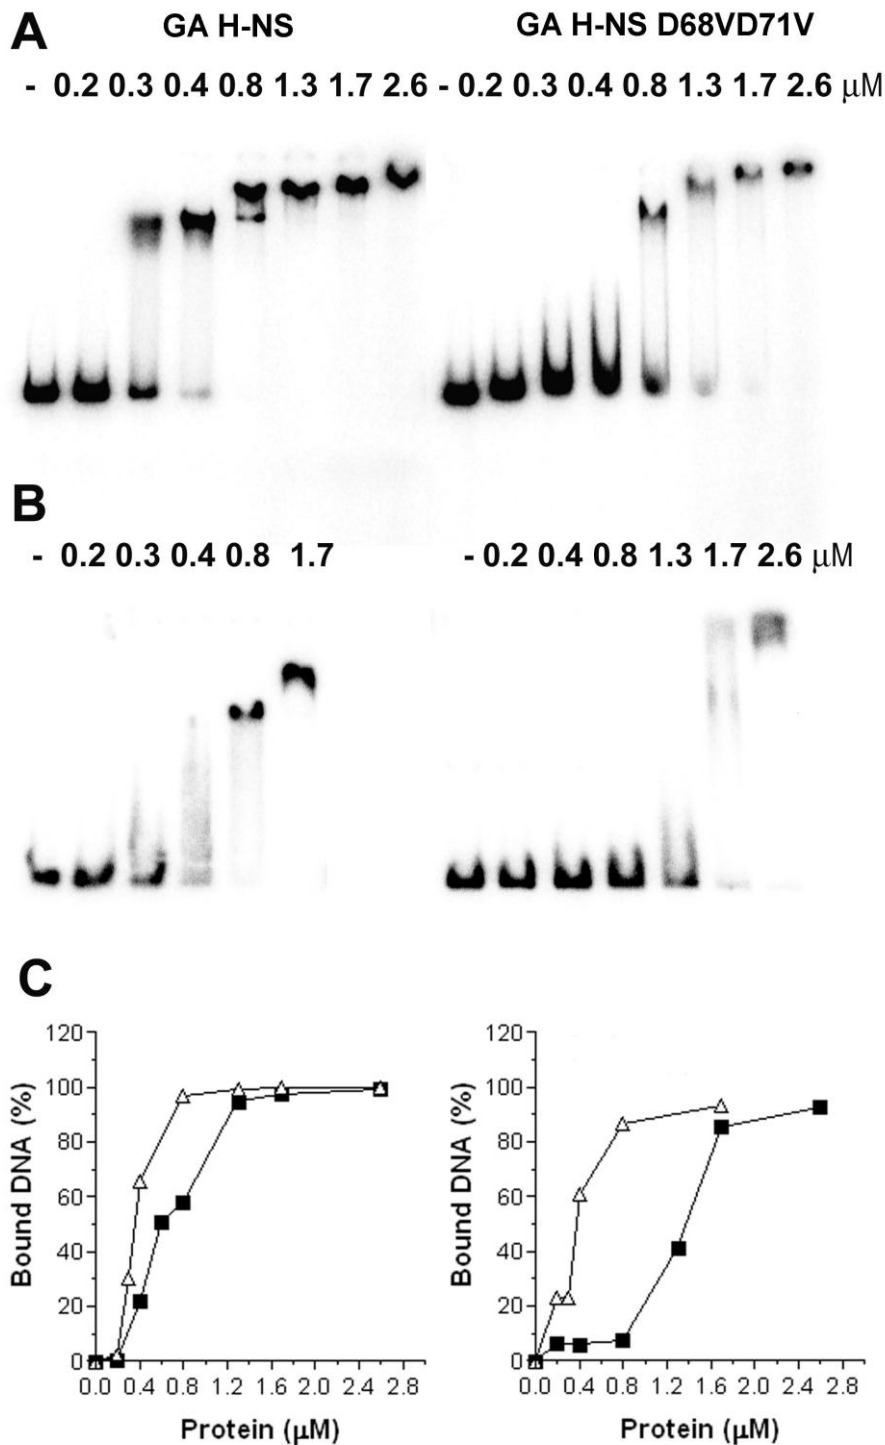 A
GA H-NS GA H-NS D68VD71V
- 0.2 0.3 0.4 0.8 1.3 1.7 2.6 - 0.2 0.3 0.4 0.8 1.3 1.7 2.6 μM
B
- 0.2 0.3 0.4 0.8 1.7 - 0.2 0.4 0.8 1.3 1.7 2.6 μM
C
120
100
80
60
40
20
0
0.0 0.4 0.8 1.2 1.6 2.0 2.4 2.8
Bound DNA (%)
Protein (μM)
120
100
80
60
40
20
0
0.0 0.4 0.8 1.2 1.6 2.0 2.4 2.8
Bound DNA (%)
Protein (μM)